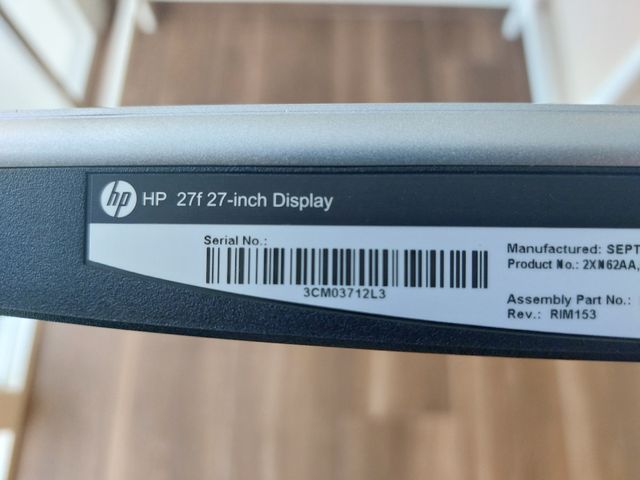 hp HP 27f 27-inch Display
Serial No.:
3CM03712L3
Manufactured: SEPT
Product No.: 2XN62AA,
Assembly Part No.:
Rev.: RIM153